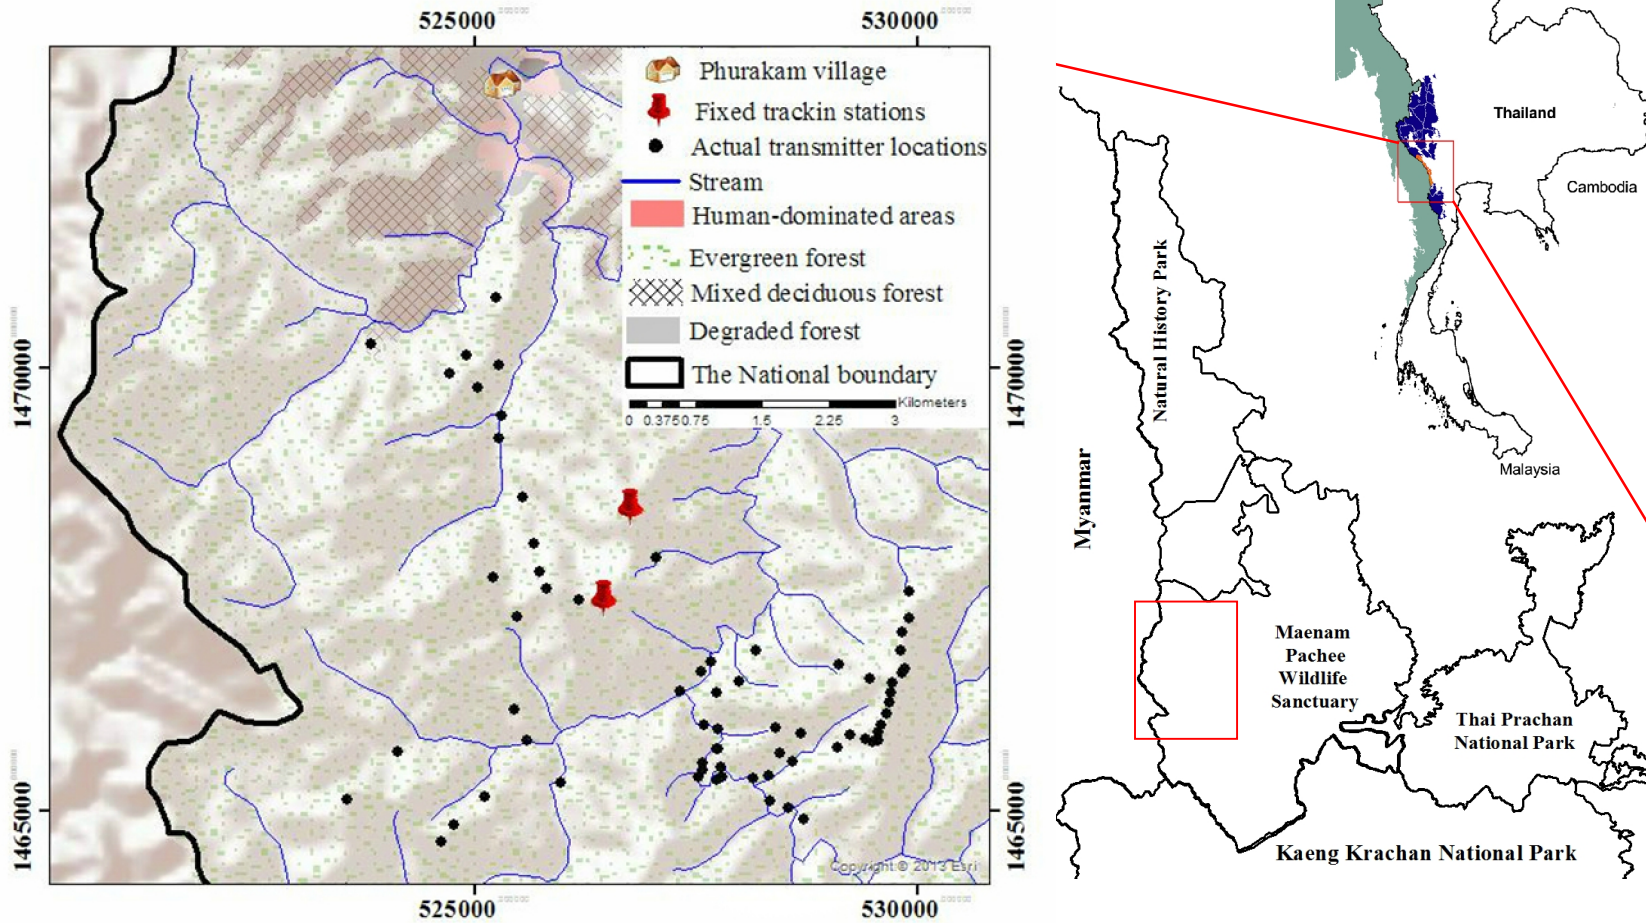 525000
530000
Phurakam village
Fixed trackin stations
Actual transmitter locations
Stream
Human-dominated areas
Evergreen forest
Mixed deciduous forest
Degraded forest
The National boundary
Kilometers
0 0.375 0.75 1.5 2.25 3
1470000
1470000
1465000
1465000
Copyright:© 2013 Esri
525000
530000
Thailand
Cambodia
Malaysia
Natural History Park
Myanmar
Maenam
Pachee
Wildlife
Sanctuary
Thai Prachan
National Park
Kaeng Krachan National Park